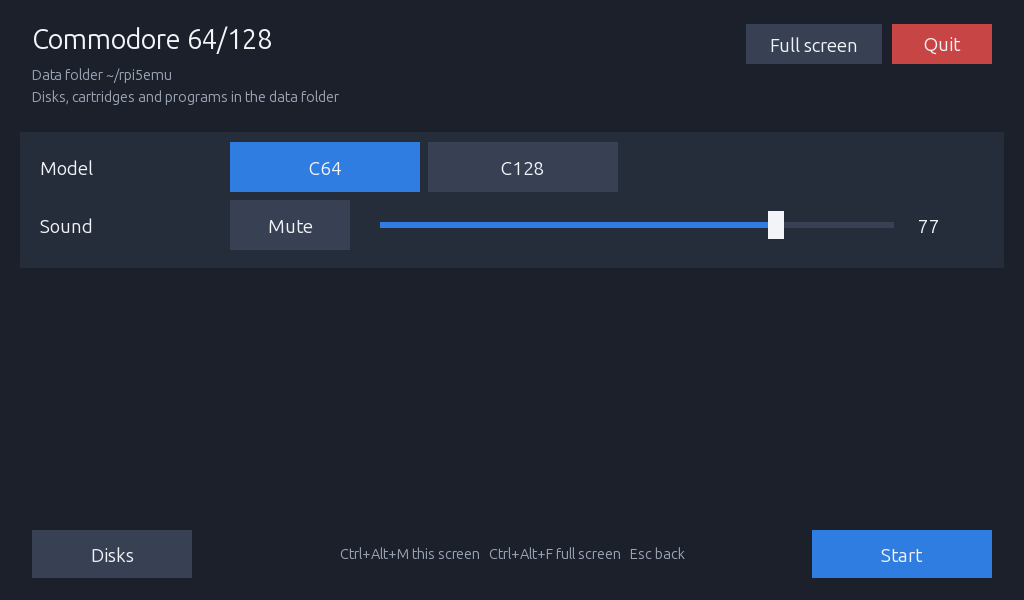 Commodore 64/128
Full screen
Quit
Data folder ~/rpi5emu
Disks, cartridges and programs in the data folder
Model
C64
C128
Sound
Mute
77
Disks
Ctrl+Alt+M this screen   Ctrl+Alt+F full screen   Esc back
Start